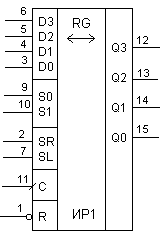 6 D3 RG
5 D2
4 D1
3 D0
Q3 12
Q2 13
9 S0
10 S1
Q1 14
2 SR
7 SL
Q0 15
11 C
1 R ИР1